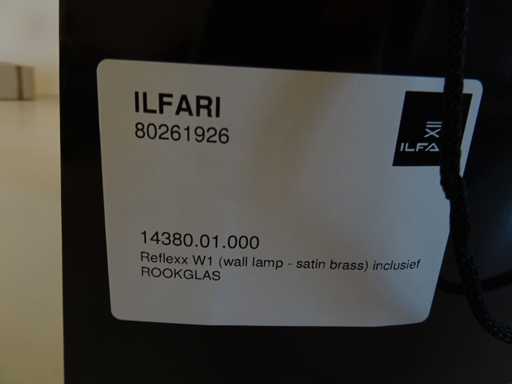 ILFARI
80261926
ILFA
14380.01.000
Reflexx W1 (wall lamp - satin brass) inclusief
ROOKGLAS